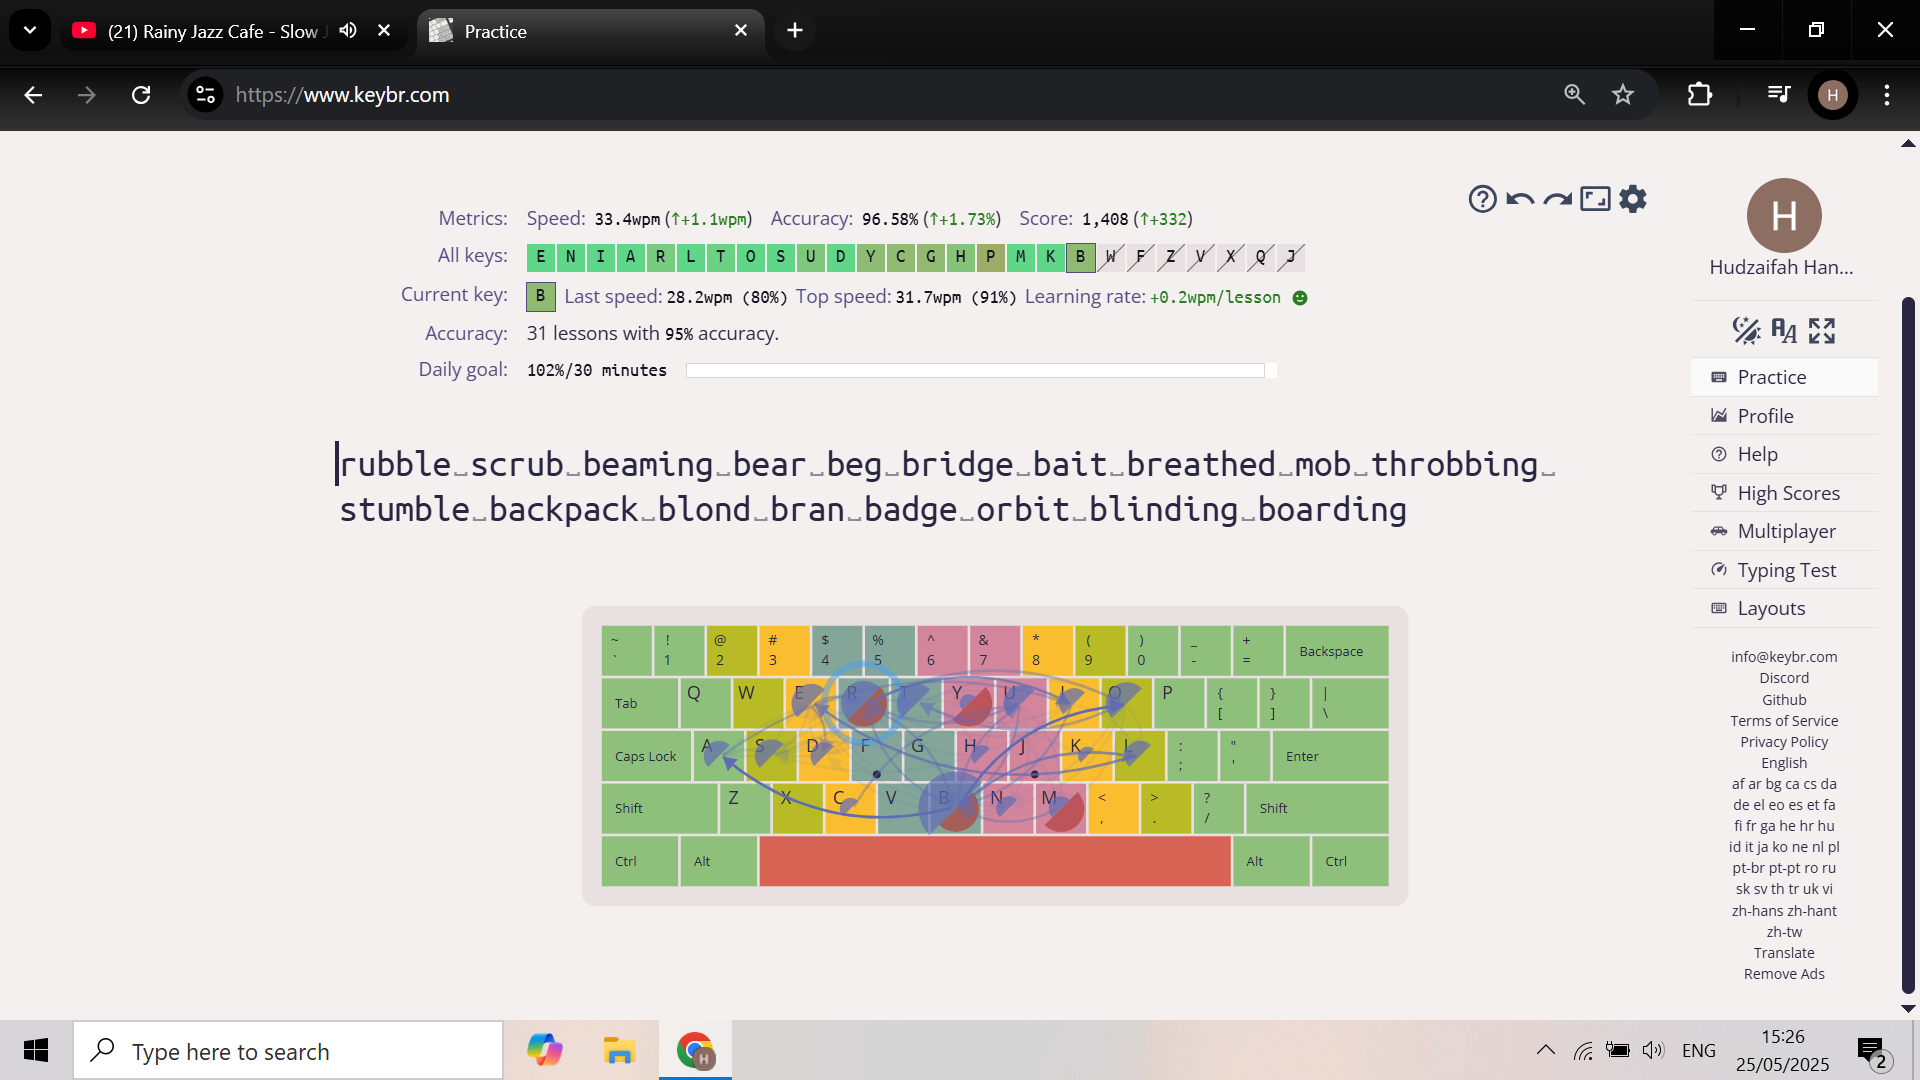 (21) Rainy Jazz Cafe - Slow J
Practice
https://www.keybr.com
H
Metrics: Speed: 33.4wpm (↑+1.1wpm) Accuracy: 96.58% (↑+1.73%) Score: 1,408 (↑+332)
All keys: E N I A R L T O S U D Y C G H P M K B W F Z V X Q J
Current key: B Last speed: 28.2wpm (80%) Top speed: 31.7wpm (91%) Learning rate: +0.2wpm/lesson
Accuracy: 31 lessons with 95% accuracy.
Daily goal: 102%/30 minutes
rubble␣scrub␣beaming␣bear␣beg␣bridge␣bait␣breathed␣mob␣throbbing␣
stumble␣backpack␣blond␣bran␣badge␣orbit␣blinding␣boarding
~ ` ! 1 @ 2 # 3 $ 4 % 5 ^ 6 & 7 * 8 ( 9 ) 0 _ - + = Backspace
Tab Q W E R T Y U I O P { [ } ] | \
Caps Lock A S D F G H J K L : ; " ' Enter
Shift Z X C V B N M < , > . ? / Shift
Ctrl Alt Alt Ctrl
H
Hudzaifah Han...
Practice
Profile
Help
High Scores
Multiplayer
Typing Test
Layouts
info@keybr.com
Discord
Github
Terms of Service
Privacy Policy
English
af ar bg ca cs da
de el eo es et fa
fi fr ga he hr hu
id it ja ko ne nl pl
pt-br pt-pt ro ru
sk sv th tr uk vi
zh-hans zh-hant
zh-tw
Translate
Remove Ads
Type here to search
H
ENG
15:26
25/05/2025
2